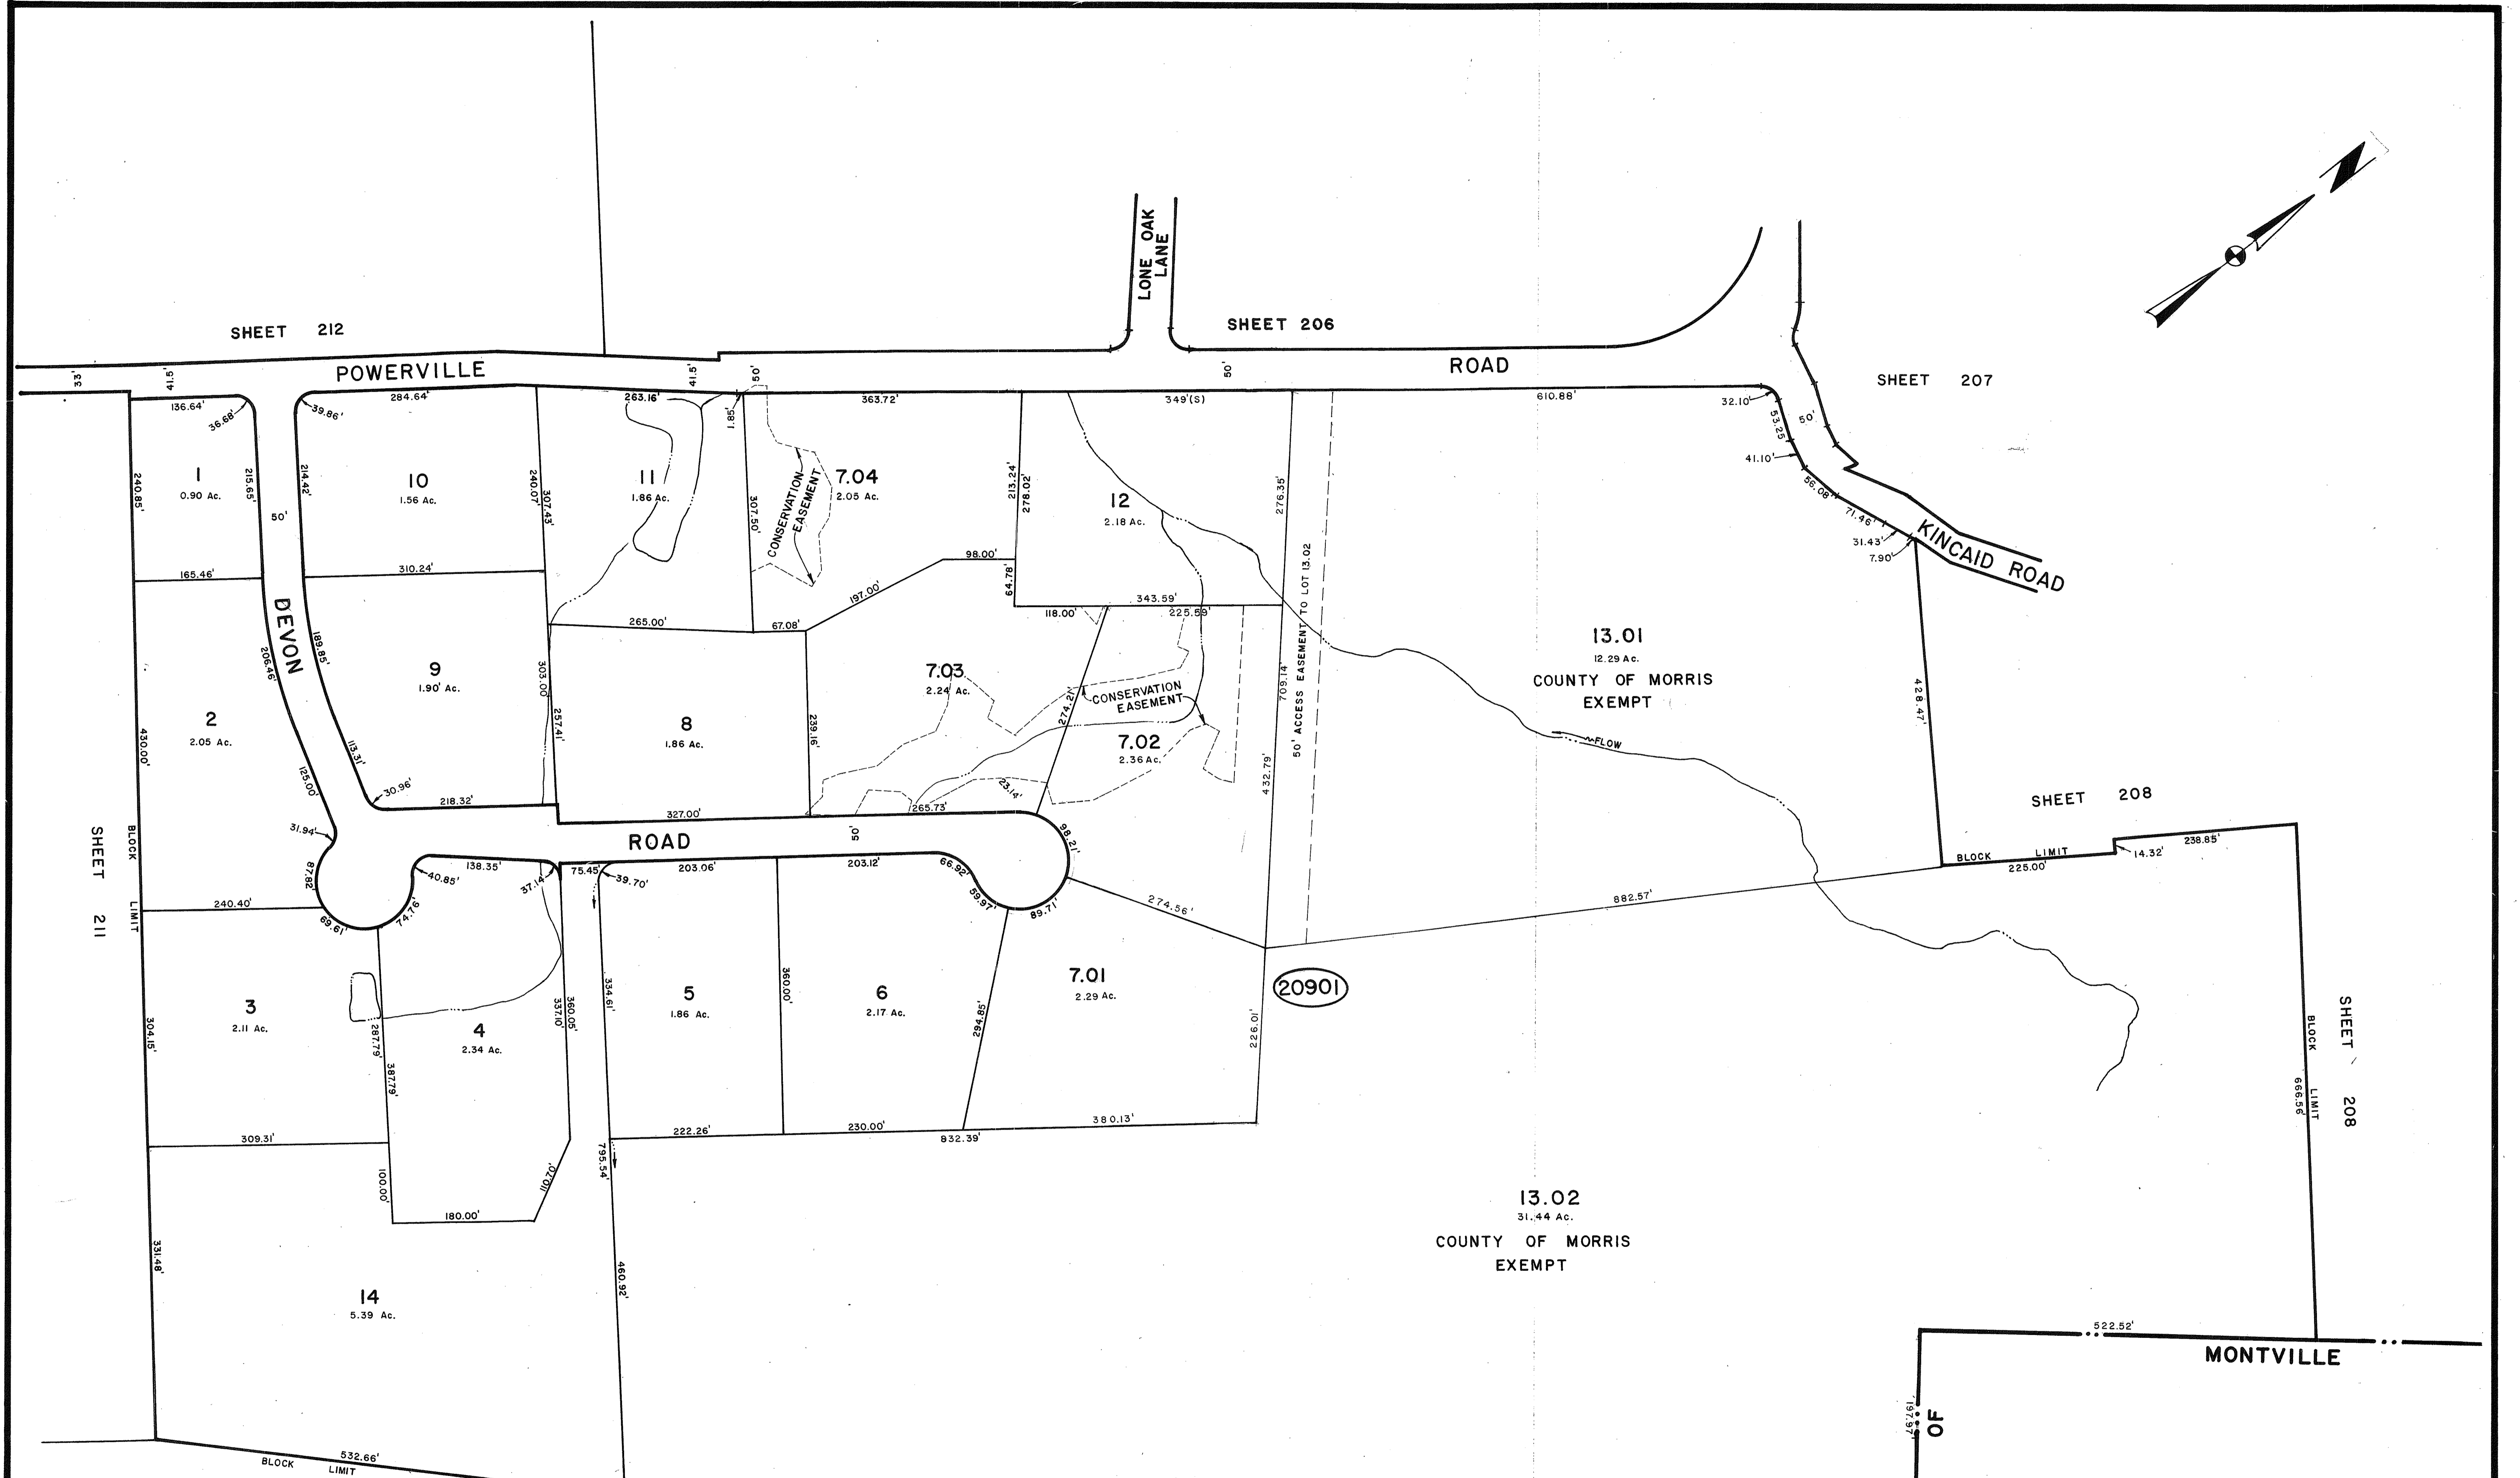 N
LONE OAK
LANE
SHEET 212
SHEET 206
SHEET 207
POWERVILLE
ROAD
33'
41.5'
41.5'
50'
50'
136.64'
36.68'
39.86'
284.64'
263.16'
1.85'
363.72'
349'(S)
610.88'
32.10'
53.25'
50'
41.10'
56.08'
71.46'
31.43'
7.90'
KINCAID ROAD
240.85'
1
0.90 Ac.
215.65'
50'
214.42'
10
1.56 Ac.
240.07'
307.43'
11
1.86 Ac.
307.50'
CONSERVATION
EASEMENT
7.04
2.05 Ac.
213.24'
278.02'
12
2.18 Ac.
276.35'
165.46'
310.24'
98.00'
64.78'
197.00'
343.59'
118.00'
225.59'
265.00'
67.08'
DEVON
206.46'
189.85'
9
1.90' Ac.
303.00'
257.41'
8
1.86 Ac.
239.16'
7.03
2.24 Ac.
274.21'
CONSERVATION
EASEMENT
7.02
2.36 Ac.
709.14'
432.79'
50' ACCESS EASEMENT TO LOT 13.02
13.01
12.29 Ac.
COUNTY OF MORRIS
EXEMPT
FLOW
428.47'
2
2.05 Ac.
430.00'
125.00'
113.31'
30.96'
218.32'
327.00'
265.73'
23.14'
98.21'
SHEET 208
238.85'
14.32'
BLOCK LIMIT
225.00'
SHEET 211
BLOCK LIMIT
31.94'
87.82'
ROAD
50'
138.35'
40.85'
37.14'
75.45'
39.70'
203.06'
203.12'
66.92'
59.97'
89.71'
274.56'
882.57'
240.40'
69.61'
74.76'
3
2.11 Ac.
304.15'
287.79'
387.79'
4
2.34 Ac.
337.10'
360.05'
334.61'
5
1.86 Ac.
360.00'
6
2.17 Ac.
294.85'
7.01
2.29 Ac.
226.01'
20901
BLOCK LIMIT
666.56'
SHEET 208
309.31'
222.26'
230.00'
832.39'
380.13'
100.00'
110.70'
180.00'
795.54'
13.02
31.44 Ac.
COUNTY OF MORRIS
EXEMPT
331.48'
460.92'
14
5.39 Ac.
522.52'
MONTVILLE
197.97'
OF
532.66'
BLOCK LIMIT